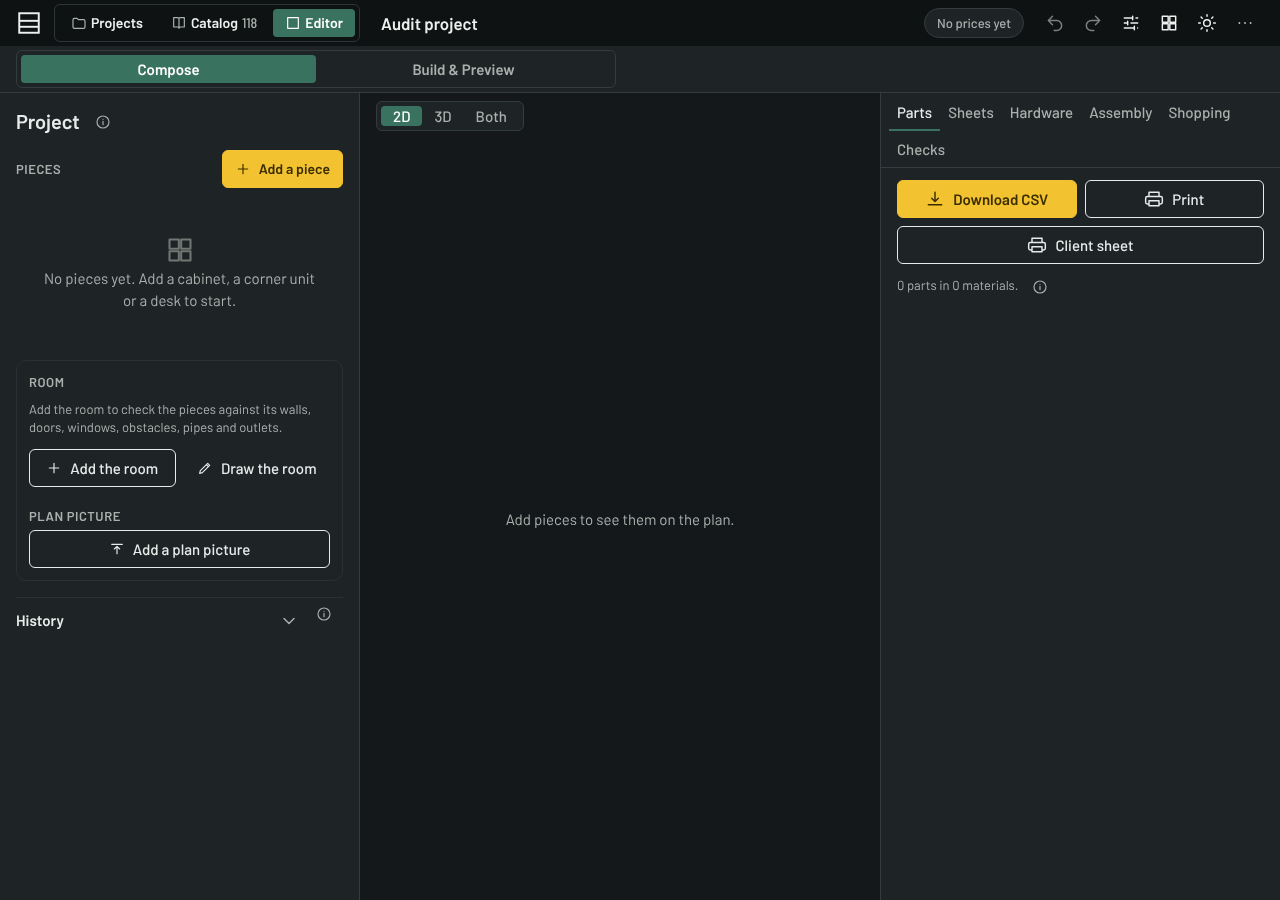 Projects
Catalog 118
Editor
Audit project
No prices yet
Compose
Build & Preview
Project
PIECES
Add a piece
No pieces yet. Add a cabinet, a corner unit
or a desk to start.
ROOM
Add the room to check the pieces against its walls,
doors, windows, obstacles, pipes and outlets.
Add the room
Draw the room
PLAN PICTURE
Add a plan picture
History
2D
3D
Both
Add pieces to see them on the plan.
Parts
Sheets
Hardware
Assembly
Shopping
Checks
Download CSV
Print
Client sheet
0 parts in 0 materials.